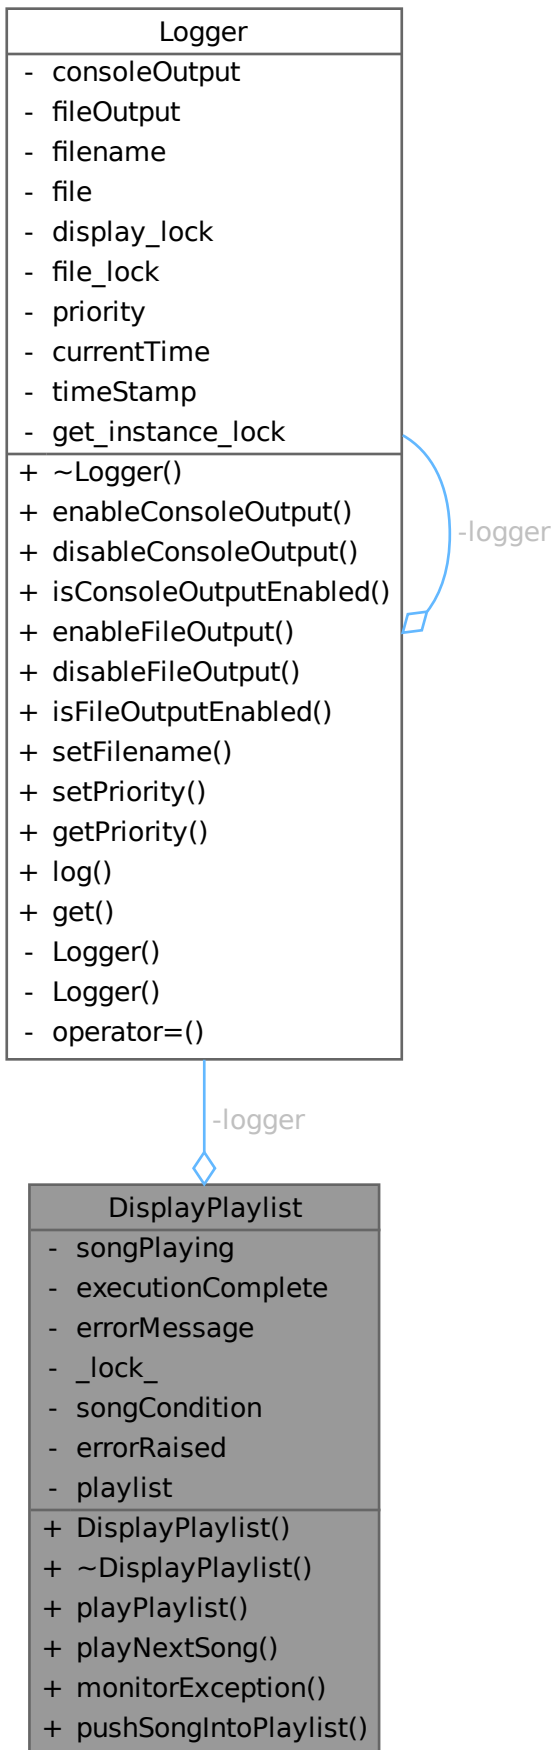 Logger
- consoleOutput
- fileOutput
- filename
- file
- display_lock
- file_lock
- priority
- currentTime
- timeStamp
- get_instance_lock
+ ~Logger()
+ enableConsoleOutput()
+ disableConsoleOutput()
+ isConsoleOutputEnabled()
+ enableFileOutput()
+ disableFileOutput()
+ isFileOutputEnabled()
+ setFilename()
+ setPriority()
+ getPriority()
+ log()
+ get()
- Logger()
- Logger()
- operator=()
-logger
-logger
DisplayPlaylist
- songPlaying
- executionComplete
- errorMessage
- _lock_
- songCondition
- errorRaised
- playlist
+ DisplayPlaylist()
+ ~DisplayPlaylist()
+ playPlaylist()
+ playNextSong()
+ monitorException()
+ pushSongIntoPlaylist()